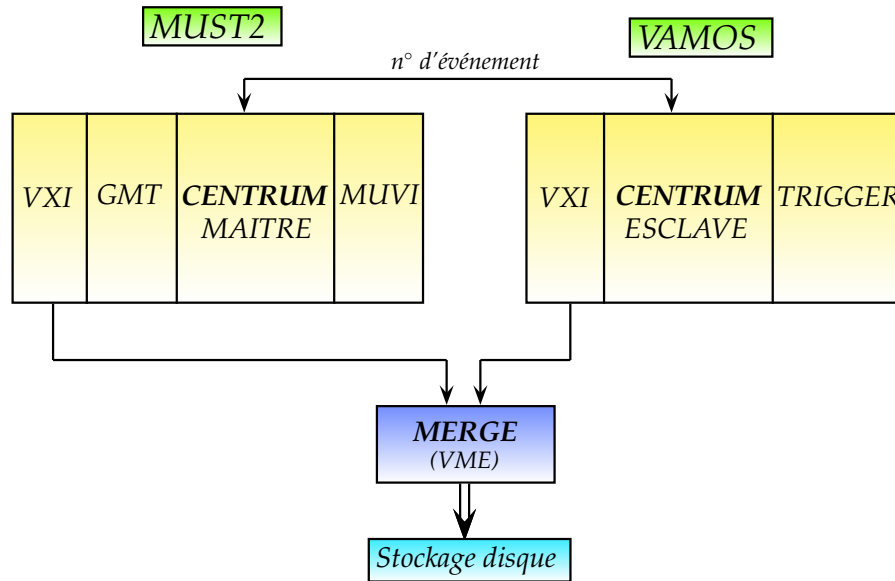 MUST2
VAMOS
n° d'événement
VXI
GMT
CENTRUM
MAITRE
MUVI
VXI
CENTRUM
ESCLAVE
TRIGGER
MERGE
(VME)
Stockage disque